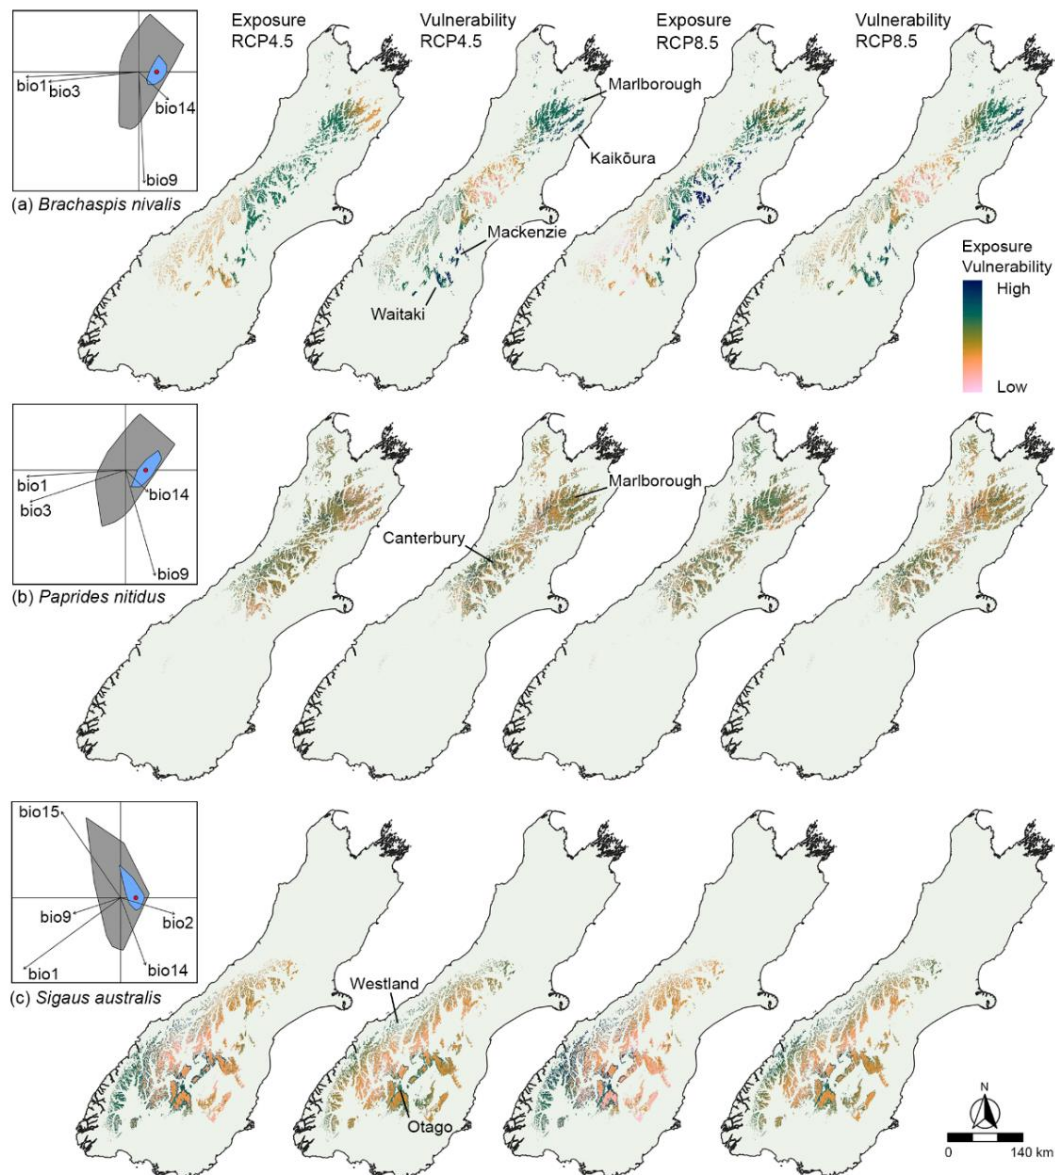 Exposure
RCP4.5
Vulnerability
RCP4.5
Exposure
RCP8.5
Vulnerability
RCP8.5
bio1
bio3
bio14
bio9
(a) Brachaspis nivalis
Marlborough
Kaikōura
Mackenzie
Waitaki
Exposure
Vulnerability
High
Low
bio1
bio3
bio14
bio9
(b) Paprides nitidus
Marlborough
Canterbury
bio15
bio9
bio2
bio1
bio14
(c) Sigaus australis
Westland
Otago
N
0 140 km